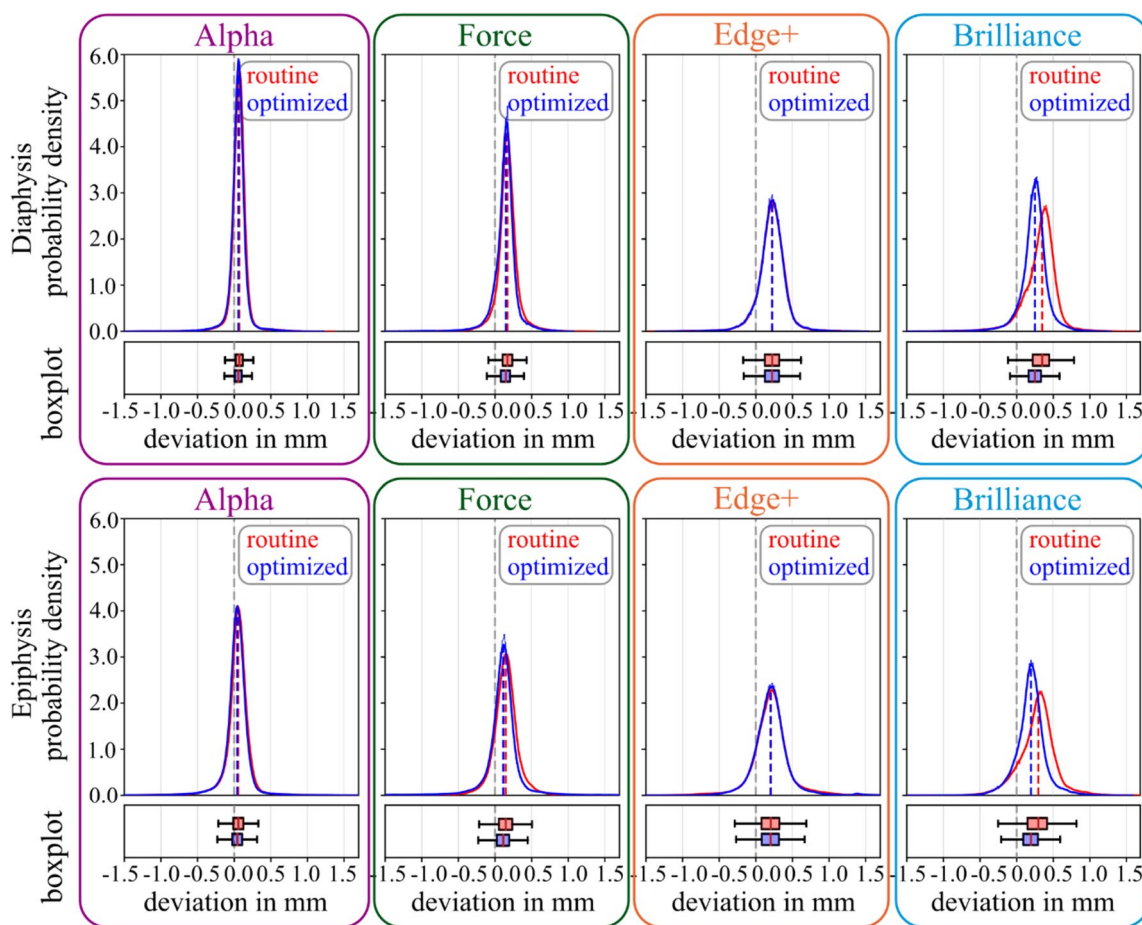 Alpha
Force
Edge+
Brilliance
Diaphysis
probability density
6.0
5.0
4.0
3.0
2.0
1.0
0.0
routine
optimized
routine
optimized
routine
optimized
routine
optimized
boxplot
-1.5 -1.0 -0.5 0.0 0.5 1.0 1.5
-1.5 -1.0 -0.5 0.0 0.5 1.0 1.5
-1.5 -1.0 -0.5 0.0 0.5 1.0 1.5
-1.5 -1.0 -0.5 0.0 0.5 1.0 1.5
deviation in mm
deviation in mm
deviation in mm
deviation in mm
Alpha
Force
Edge+
Brilliance
Epiphysis
probability density
6.0
5.0
4.0
3.0
2.0
1.0
0.0
routine
optimized
routine
optimized
routine
optimized
routine
optimized
boxplot
-1.5 -1.0 -0.5 0.0 0.5 1.0 1.5
-1.5 -1.0 -0.5 0.0 0.5 1.0 1.5
-1.5 -1.0 -0.5 0.0 0.5 1.0 1.5
-1.5 -1.0 -0.5 0.0 0.5 1.0 1.5
deviation in mm
deviation in mm
deviation in mm
deviation in mm